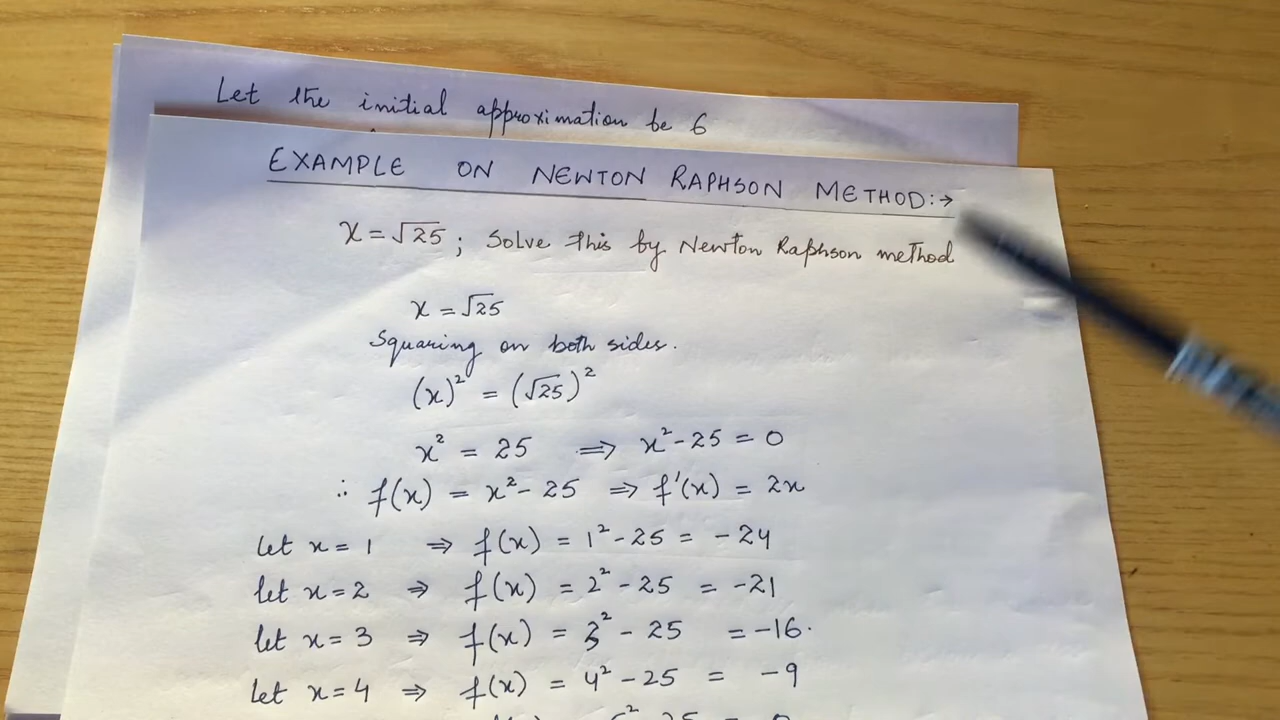 Let the initial approximation be 6
EXAMPLE ON NEWTON RAPHSON METHOD:→
x = √25 ; Solve this by Newton Raphson method
x = √25
Squaring on both sides.
(x)² = (√25)²
x² = 25 ⇒ x² - 25 = 0
∴ f(x) = x² - 25 ⇒ f'(x) = 2x
let x = 1 ⇒ f(x) = 1² - 25 = - 24
let x = 2 ⇒ f(x) = 2² - 25 = -21
let x = 3 ⇒ f(x) = 3² - 25 = -16.
let x = 4 ⇒ f(x) = 4² - 25 = -9